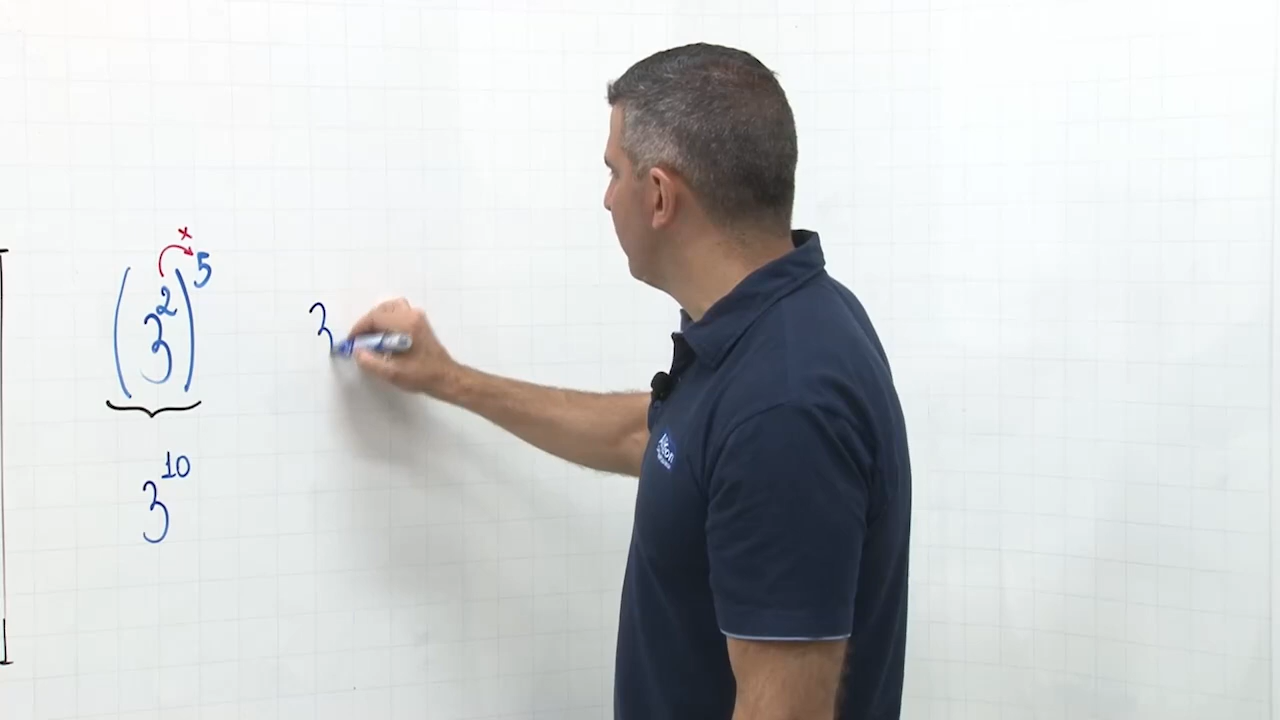 (3²)⁵ ×
3¹⁰
3